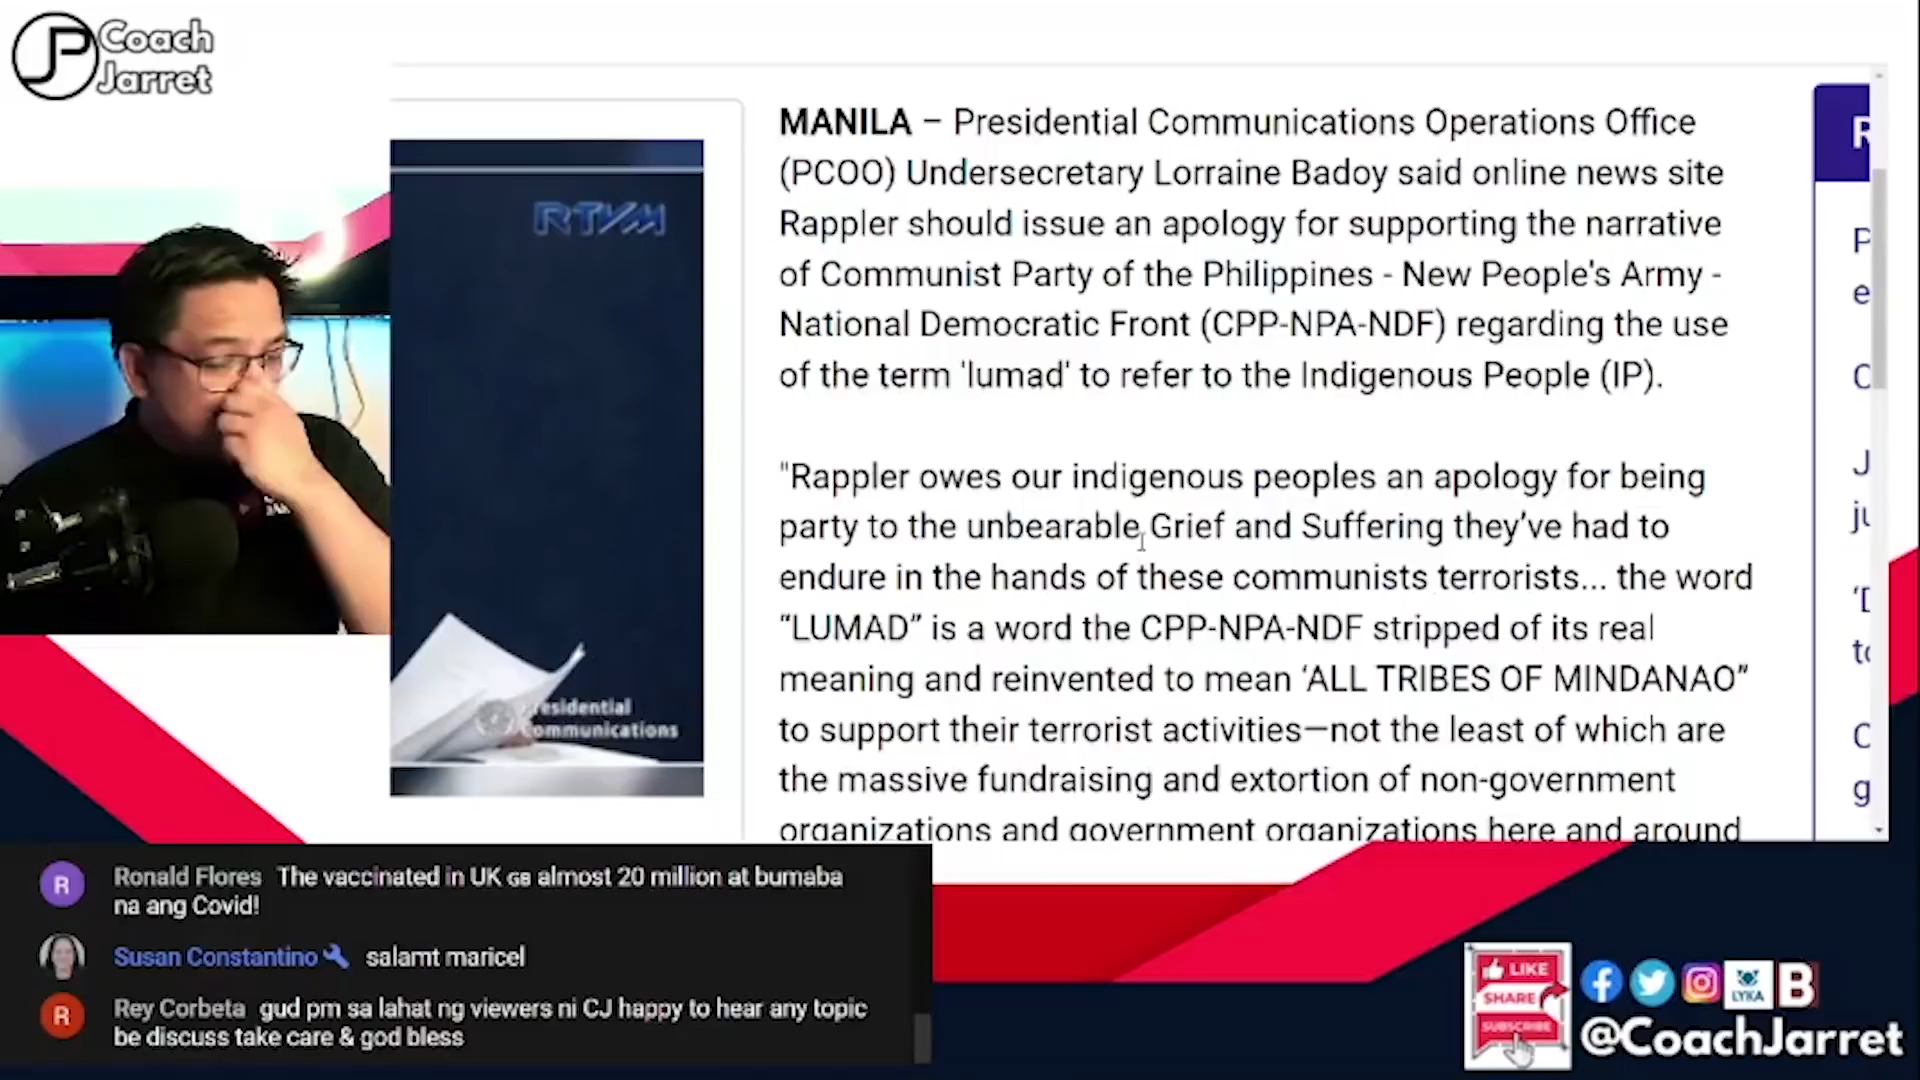 Coach
Jarret
MANILA – Presidential Communications Operations Office
(PCOO) Undersecretary Lorraine Badoy said online news site
Rappler should issue an apology for supporting the narrative
of Communist Party of the Philippines - New People's Army -
National Democratic Front (CPP-NPA-NDF) regarding the use
of the term 'lumad' to refer to the Indigenous People (IP).
"Rappler owes our indigenous peoples an apology for being
party to the unbearable Grief and Suffering they've had to
endure in the hands of these communists terrorists... the word
“LUMAD” is a word the CPP-NPA-NDF stripped of its real
meaning and reinvented to mean ‘ALL TRIBES OF MINDANAO”
to support their terrorist activities—not the least of which are
the massive fundraising and extortion of non-government
organizations and government organizations here and around
RTVM
Presidential
Communications
R
P
e
C
J
ju
‘D
to
C
g
R Ronald Flores The vaccinated in UK GB almost 20 million at bumaba
na ang Covid!
Susan Constantino salamt maricel
R Rey Corbeta gud pm sa lahat ng viewers ni CJ happy to hear any topic
be discuss take care & god bless
LIKE
SHARE
SUBSCRIBE
LYKA
B
@CoachJarret